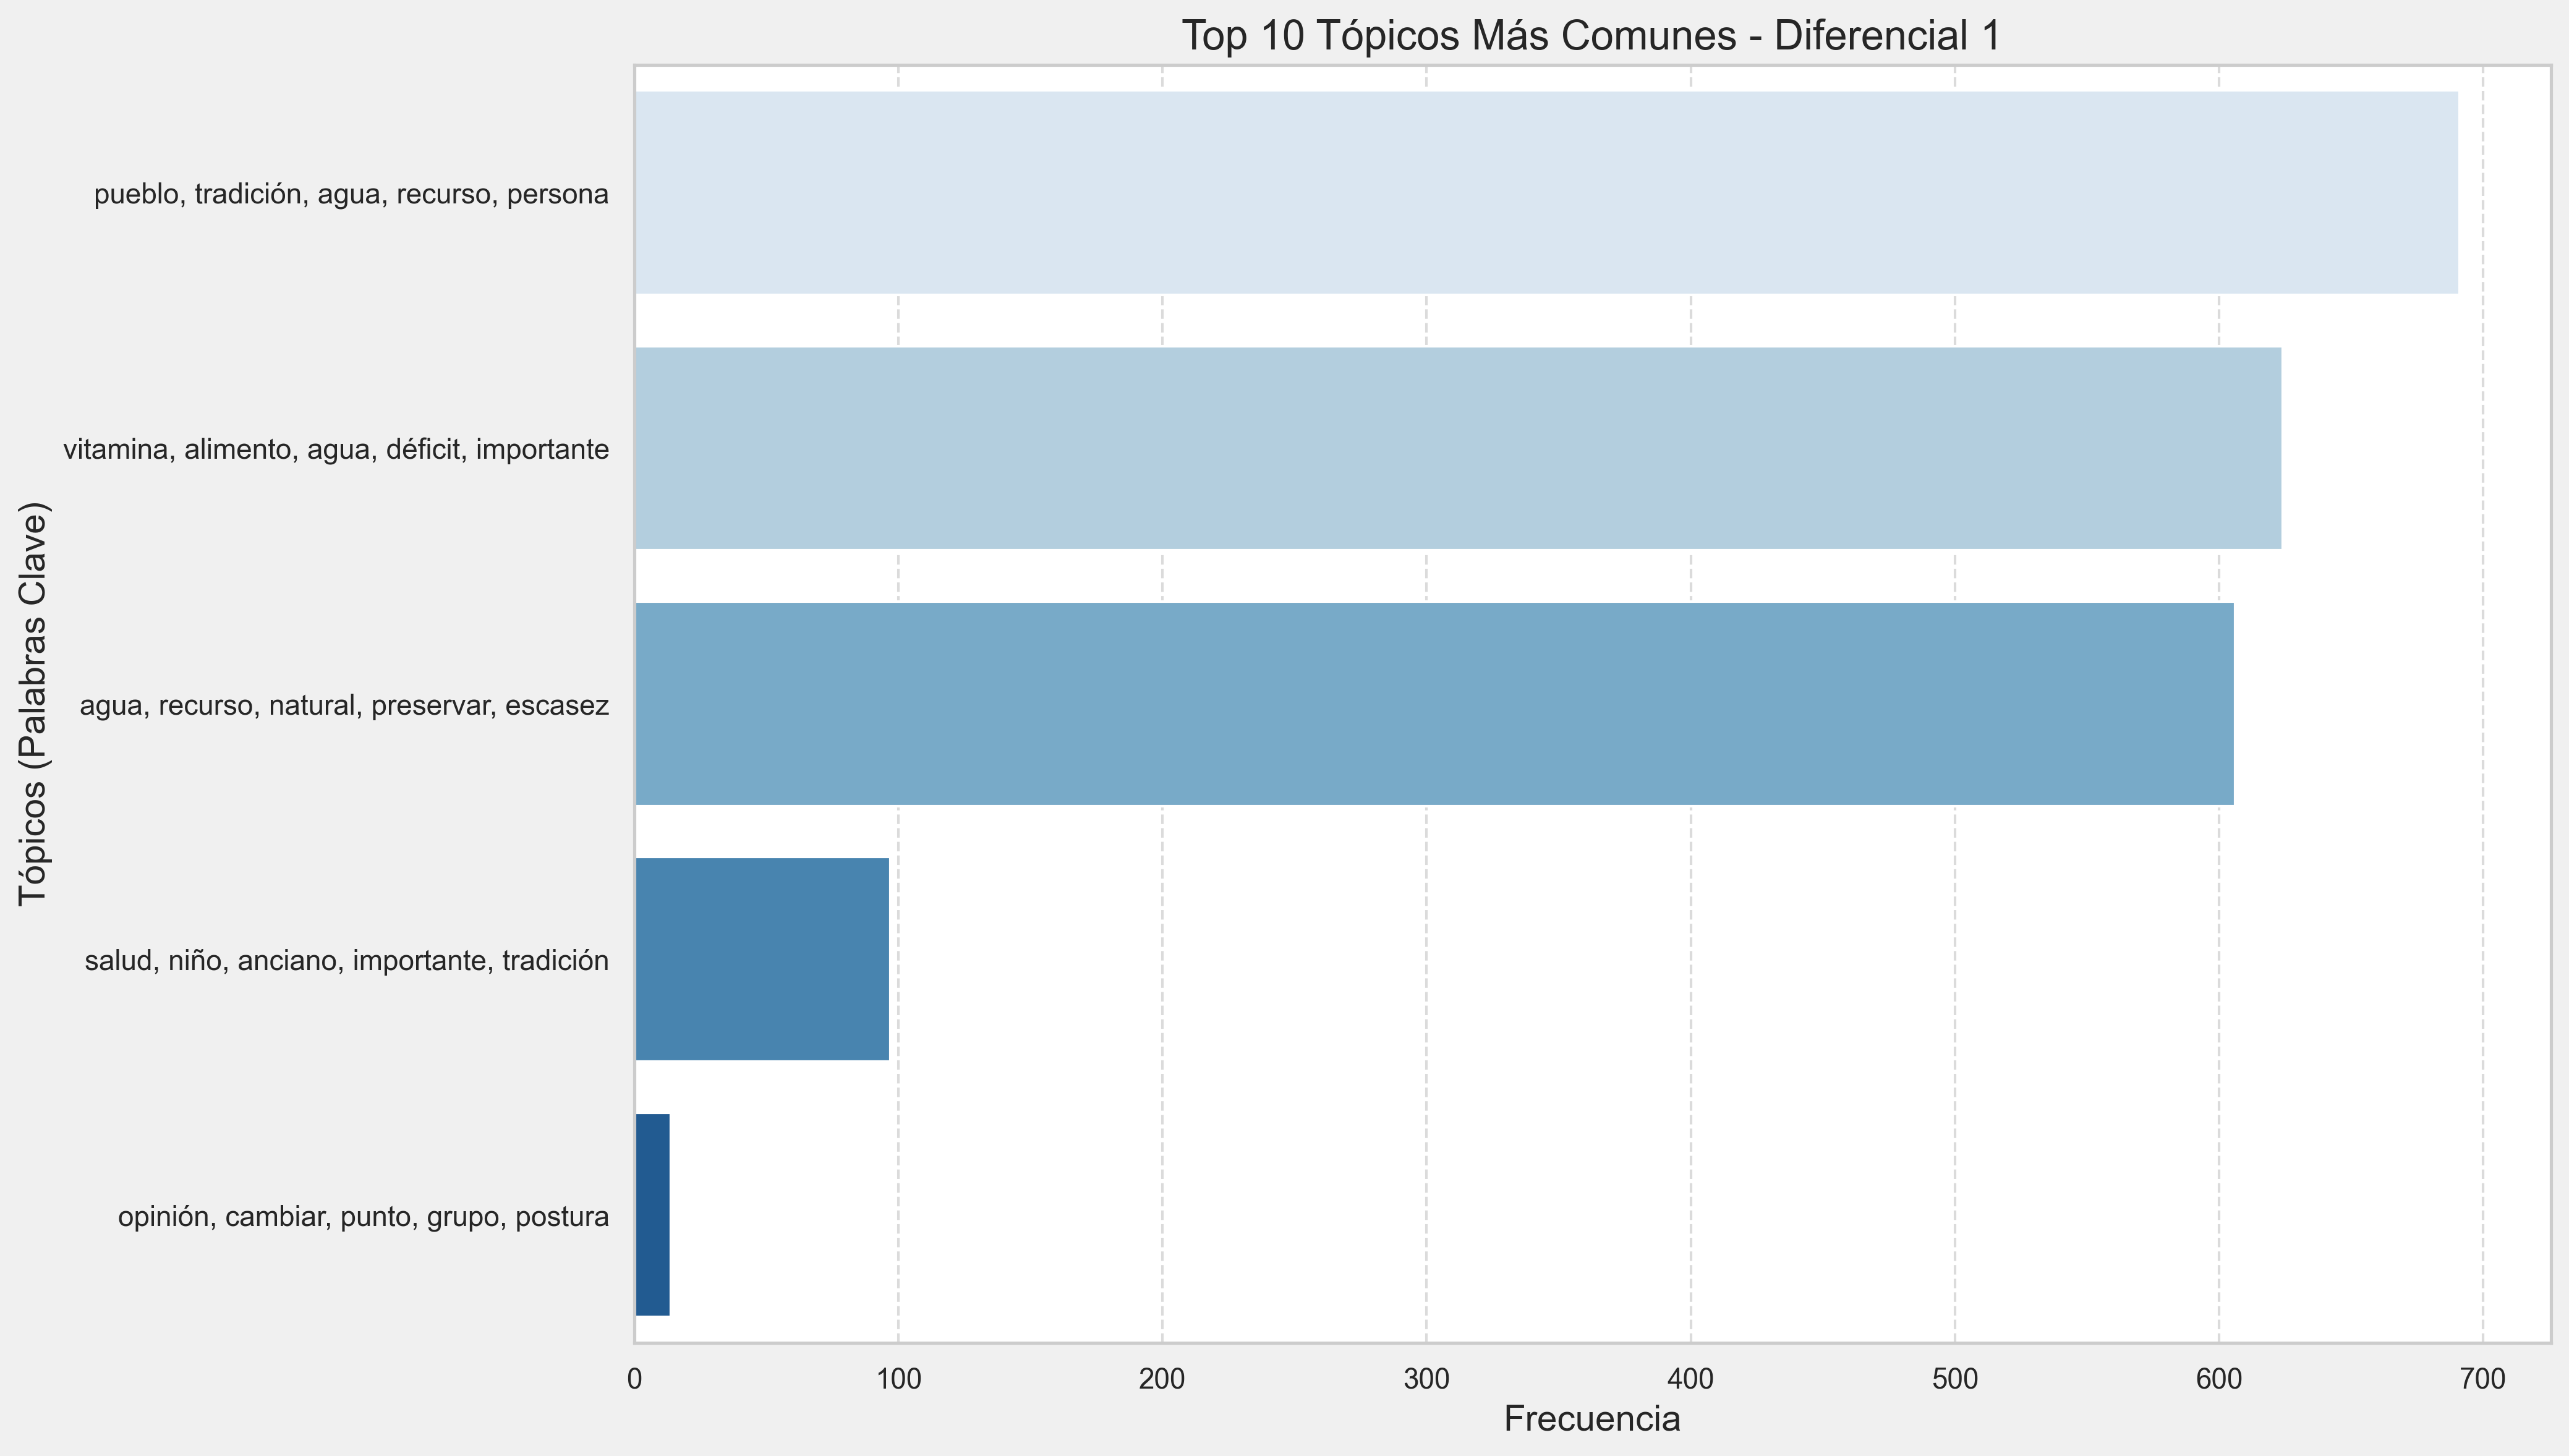 Top 10 Tópicos Más Comunes - Diferencial 1
Tópicos (Palabras Clave)
pueblo, tradición, agua, recurso, persona
vitamina, alimento, agua, déficit, importante
agua, recurso, natural, preservar, escasez
salud, niño, anciano, importante, tradición
opinión, cambiar, punto, grupo, postura
0 100 200 300 400 500 600 700
Frecuencia